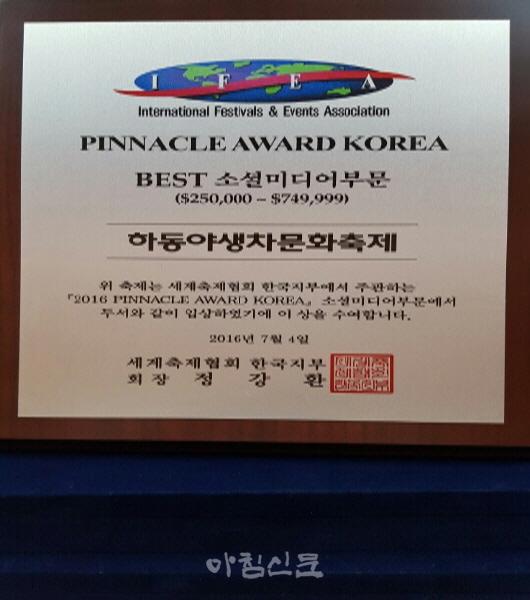 I F E A
International Festivals & Events Association
PINNACLE AWARD KOREA
BEST 소셜미디어부문
($250,000 – $749,999)
하동야생차문화축제
위 축제는 세계축제협회 한국지부에서 주관하는
『2016 PINNACLE AWARD KOREA』 소셜미디어부문에서
두서와 같이 입상하였기에 이 상을 수여합니다.
2016년 7월 4일
세계축제협회 한국지부
회장 정 강 환
아침신문